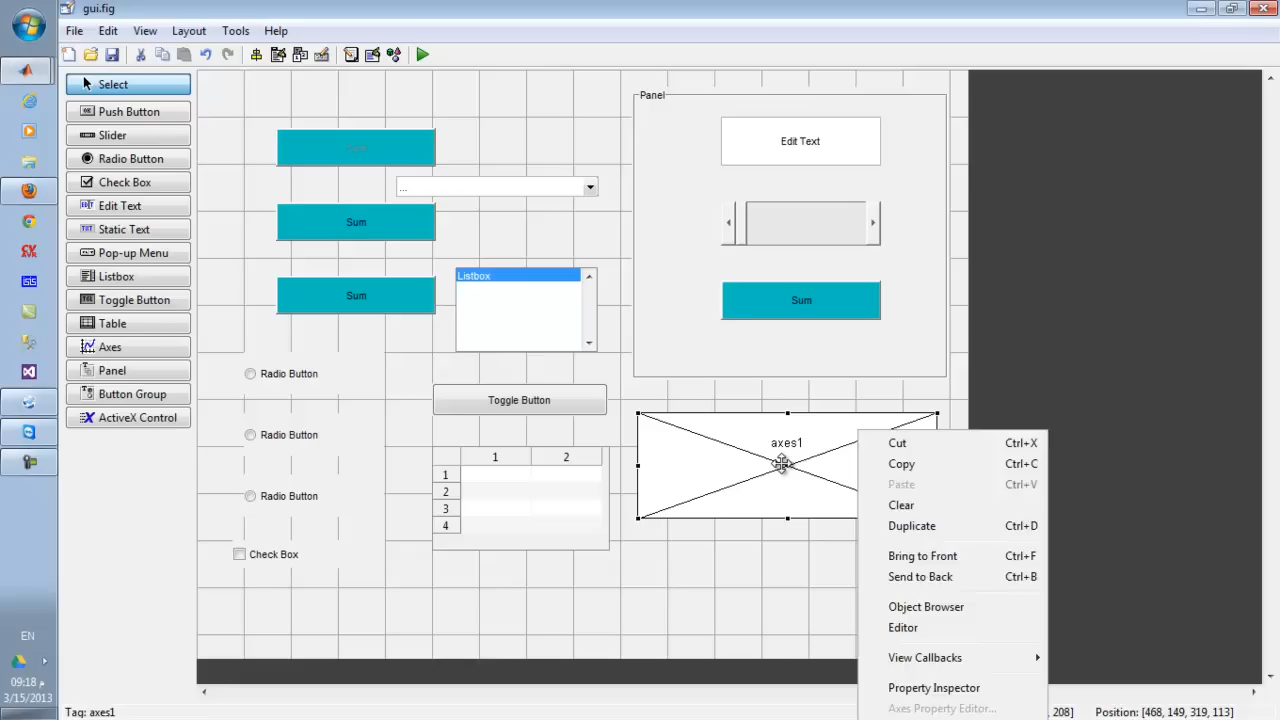 gui.fig
File Edit View Layout Tools Help
Select
Push Button
Slider
Radio Button
Check Box
Edit Text
Static Text
Pop-up Menu
Listbox
Toggle Button
Table
Axes
Panel
Button Group
ActiveX Control
...
Sum
Sum
Listbox
Radio Button
Radio Button
Radio Button
Check Box
Toggle Button
1 2
1
2
3
4
Panel
Edit Text
Sum
axes1
Cut Ctrl+X
Copy Ctrl+C
Paste Ctrl+V
Clear
Duplicate Ctrl+D
Bring to Front Ctrl+F
Send to Back Ctrl+B
Object Browser
Editor
View Callbacks
Property Inspector
Axes Property Editor...
EN
09:18 م
3/15/2013
Tag: axes1
208] Position: [468, 149, 319, 113]